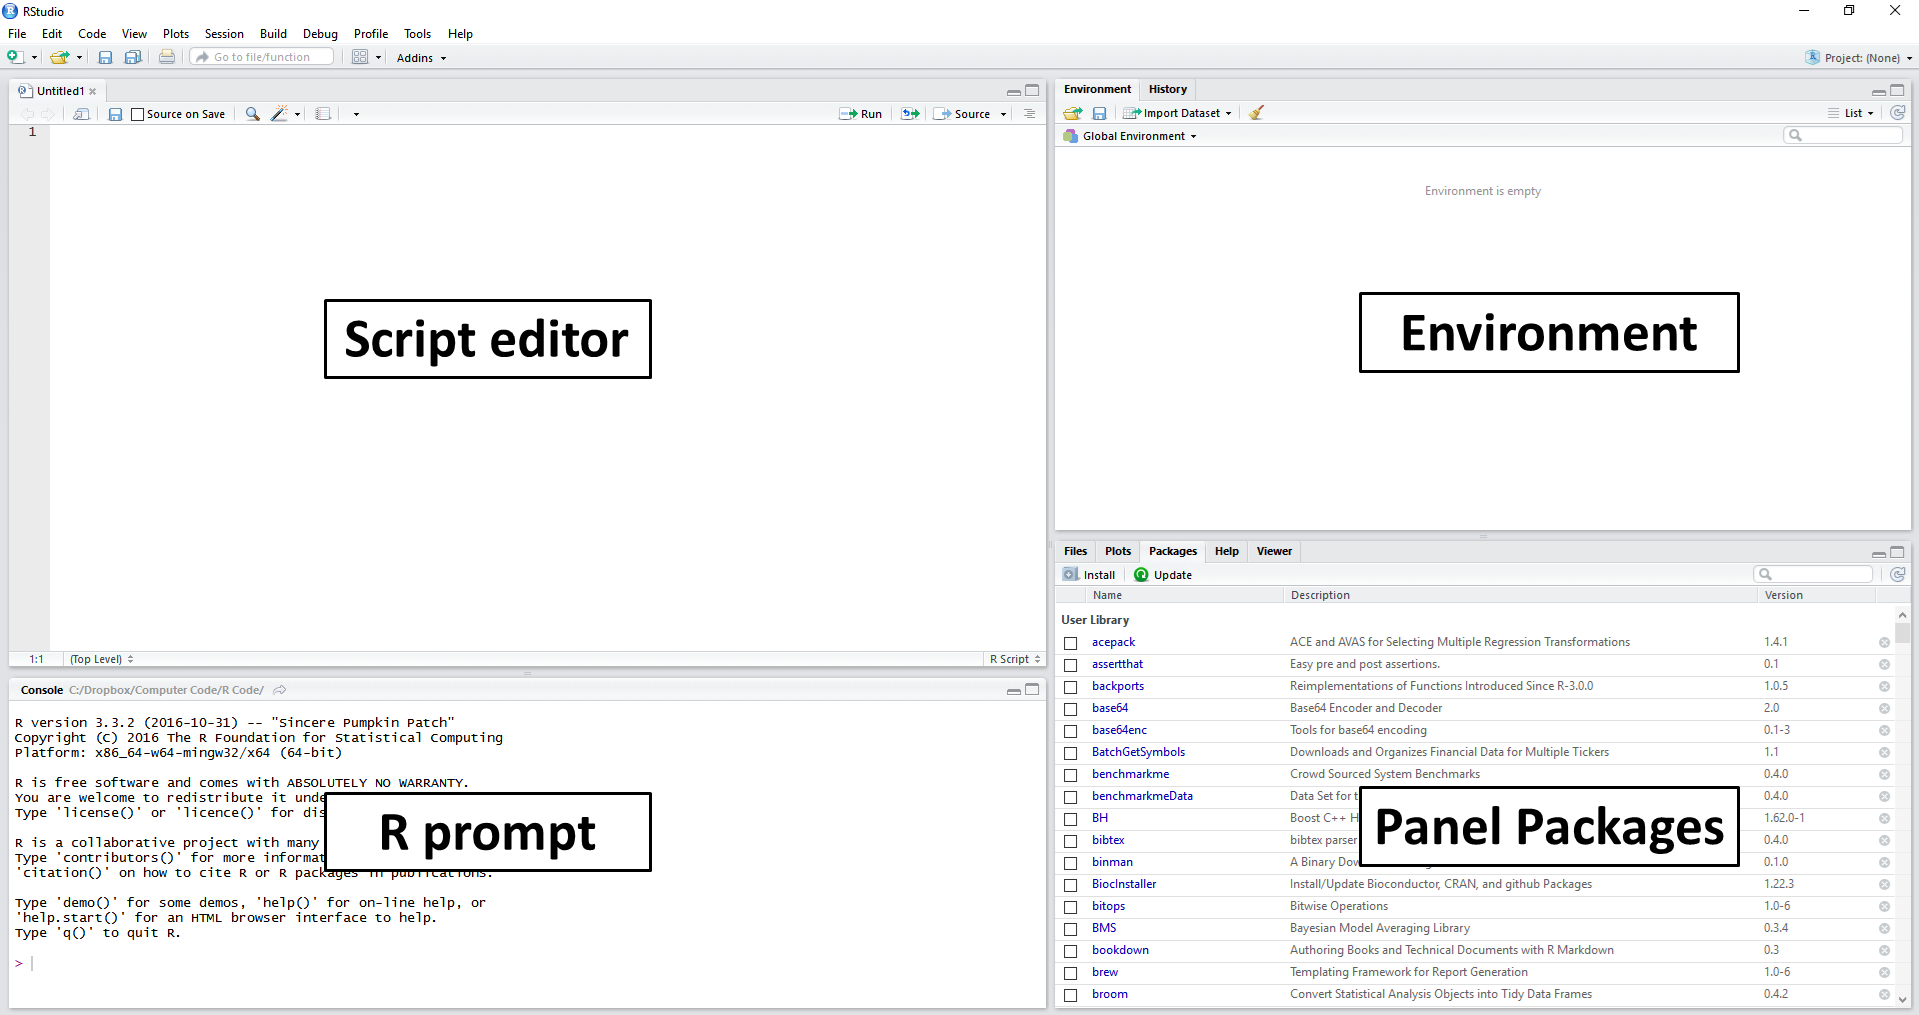 RStudio
File Edit Code View Plots Session Build Debug Profile Tools Help
Go to file/function Addins Project: (None)
Untitled1
Source on Save Run Source
1
Script editor
1:1 (Top Level) R Script
Console C:/Dropbox/Computer Code/R Code/
R version 3.3.2 (2016-10-31) -- "Sincere Pumpkin Patch"
Copyright (C) 2016 The R Foundation for Statistical Computing
Platform: x86_64-w64-mingw32/x64 (64-bit)
R is free software and comes with ABSOLUTELY NO WARRANTY.
You are welcome to redistribute it
Type 'license()' or 'licence()' for
R is a collaborative project with many
Type 'contributors()' for more
'citation()' on how to cite R or R packages in publications.
R prompt
Type 'demo()' for some demos, 'help()' for on-line help, or
'help.start()' for an HTML browser interface to help.
Type 'q()' to quit R.
>
Environment History
Import Dataset List
Global Environment
Environment is empty
Environment
Files Plots Packages Help Viewer
Install Update
Name Description Version
User Library
acepack ACE and AVAS for Selecting Multiple Regression Transformations 1.4.1
assertthat Easy pre and post assertions. 0.1
backports Reimplementations of Functions Introduced Since R-3.0.0 1.0.5
base64 Base64 Encoder and Decoder 2.0
base64enc Tools for base64 encoding 0.1-3
BatchGetSymbols Downloads and Organizes Financial Data for Multiple Tickers 1.1
benchmarkme Crowd Sourced System Benchmarks 0.4.0
benchmarkmeData Data Set for 0.4.0
BH Boost C++ 1.62.0-1
Panel Packages
bibtex bibtex parser 0.4.0
binman A Binary 0.1.0
BiocInstaller Install/Update Bioconductor, CRAN, and github Packages 1.22.3
bitops Bitwise Operations 1.0-6
BMS Bayesian Model Averaging Library 0.3.4
bookdown Authoring Books and Technical Documents with R Markdown 0.3
brew Templating Framework for Report Generation 1.0-6
broom Convert Statistical Analysis Objects into Tidy Data Frames 0.4.2